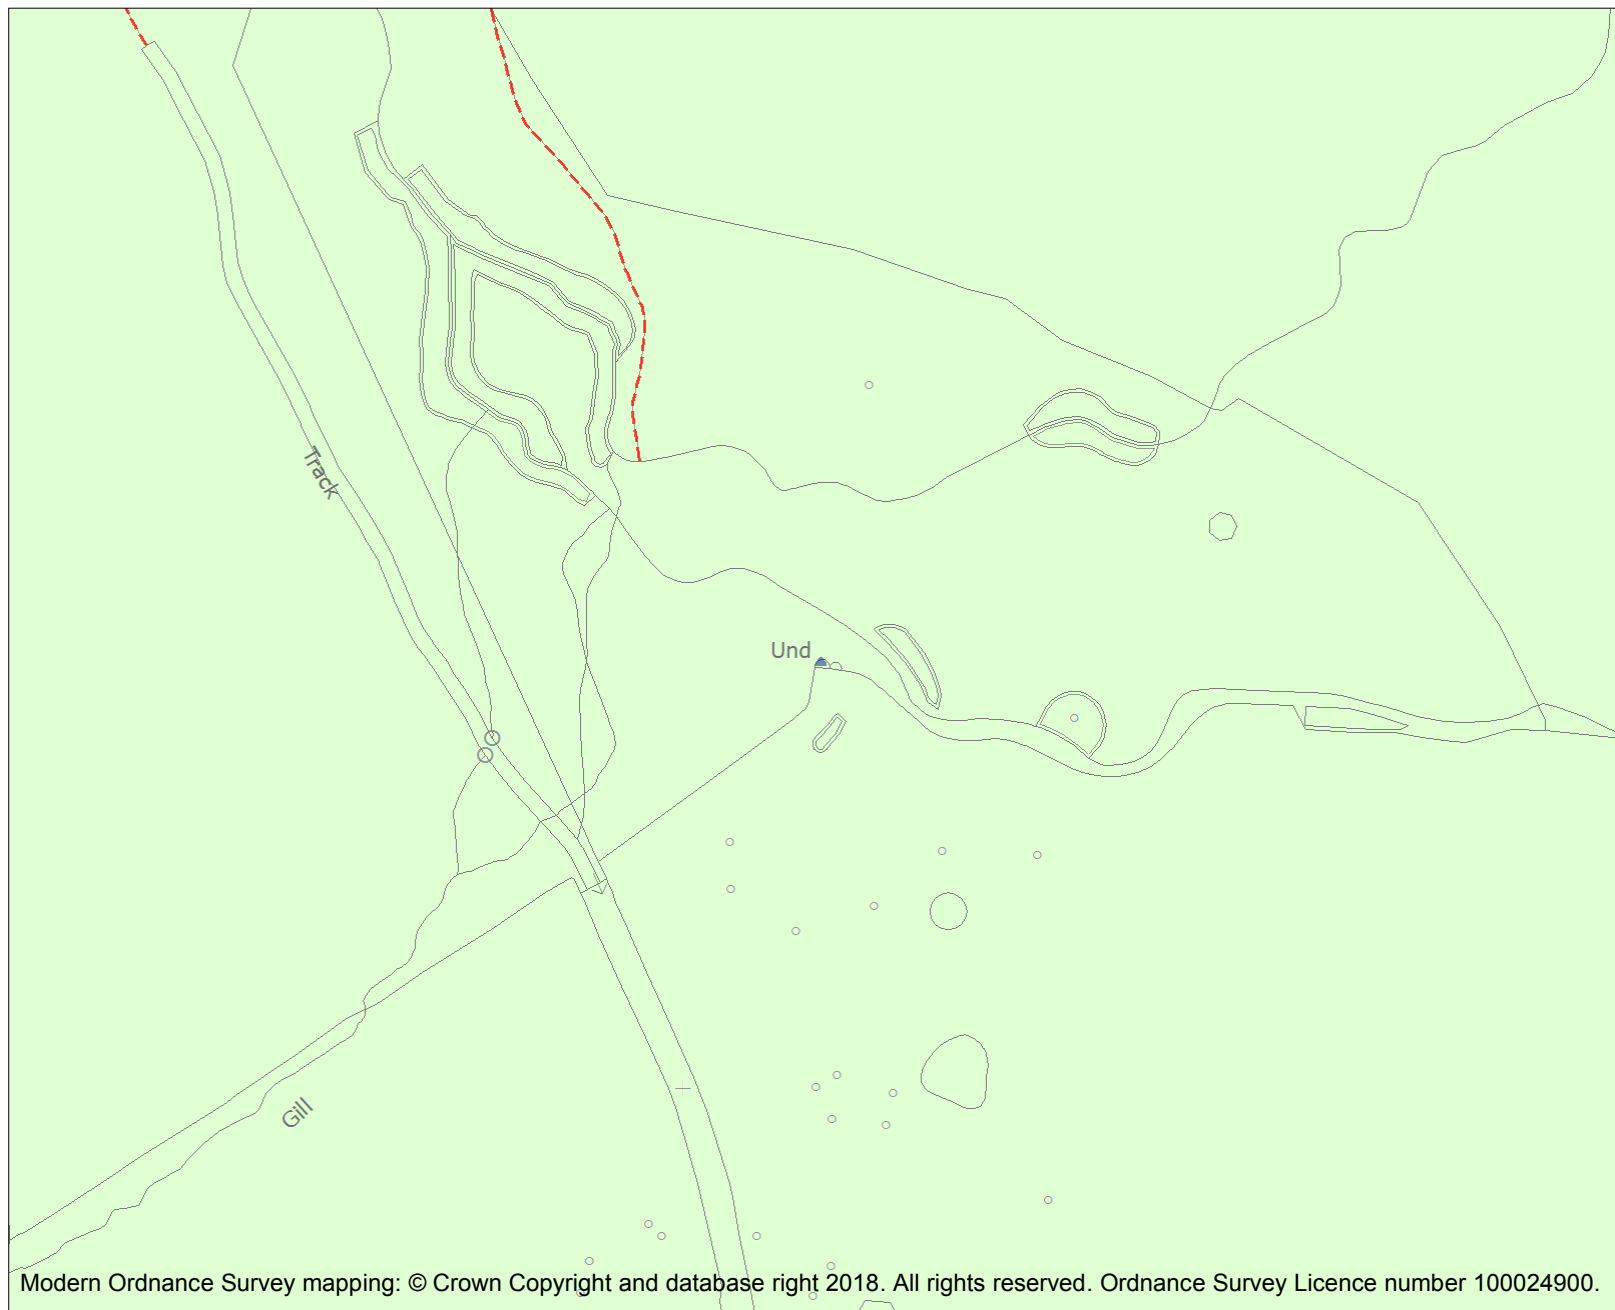 Track
Und
Gill
Modern Ordnance Survey mapping: © Crown Copyright and database right 2018. All rights reserved. Ordnance Survey Licence number 100024900.